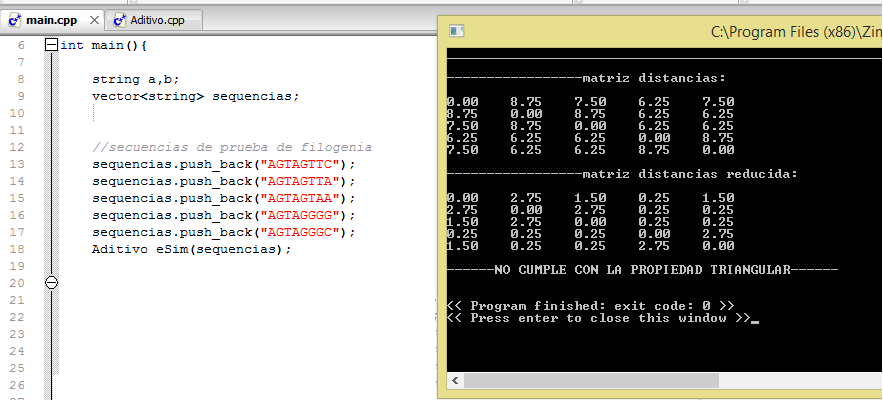 main.cpp
Aditivo.cpp
6 int main(){
7
8 string a,b;
9 vector<string> sequencias;
10
11
12 //secuencias de prueba de filogenia
13 sequencias.push_back("AGTAGTTC");
14 sequencias.push_back("AGTAGTTA");
15 sequencias.push_back("AGTAGTAA");
16 sequencias.push_back("AGTAGGGG");
17 sequencias.push_back("AGTAGGGC");
18 Aditivo eSim(sequencias);
19
20
21
22
23
24
25
26
27
C:\Program Files (x86)\Zin
-----------------matriz distancias:
0.00 8.75 7.50 6.25 7.50
8.75 0.00 8.75 6.25 6.25
7.50 8.75 0.00 6.25 6.25
6.25 6.25 6.25 0.00 8.75
7.50 6.25 6.25 8.75 0.00
-----------------matriz distancias reducida:
0.00 2.75 1.50 0.25 1.50
2.75 0.00 2.75 0.25 0.25
1.50 2.75 0.00 0.25 0.25
0.25 0.25 0.25 0.00 2.75
1.50 0.25 0.25 2.75 0.00
------NO CUMPLE CON LA PROPIEDAD TRIANGULAR------
<< Program finished: exit code: 0 >>
<< Press enter to close this window >>_